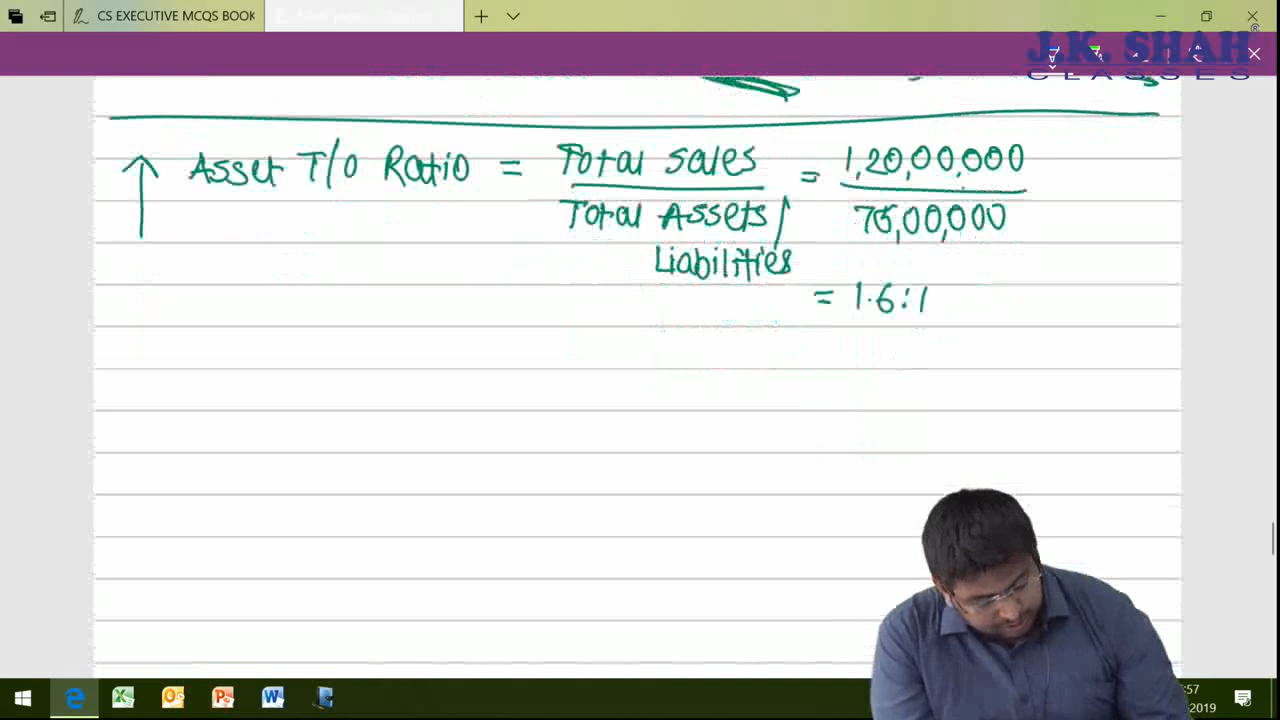 CS EXECUTIVE MCQS BOOK
J.K. SHAH ®
CLASSES
Asset T/O Ratio = Total Sales / Total Assets/ Liabilities = 1,20,00,000 / 75,00,000
= 1.6:1
:57
2019